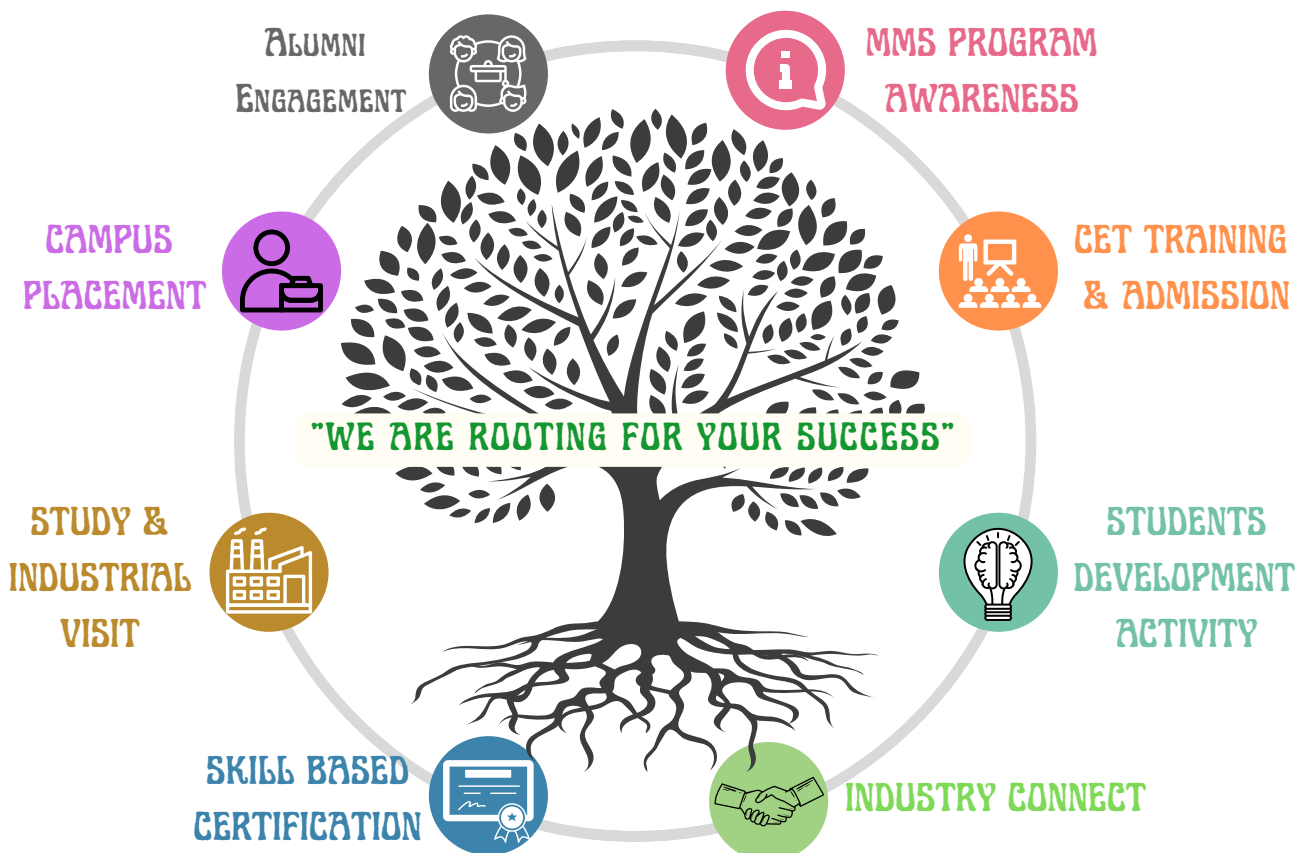 Alumni
Engagement
MMS PROGRAM
AWARENESS
CAMPUS
PLACEMENT
CET TRAINING
& ADMISSION
"WE ARE ROOTING FOR YOUR SUCCESS"
STUDY &
INDUSTRIAL
VISIT
STUDENTS
DEVELOPMENT
ACTIVITY
SKILL BASED
CERTIFICATION
INDUSTRY CONNECT